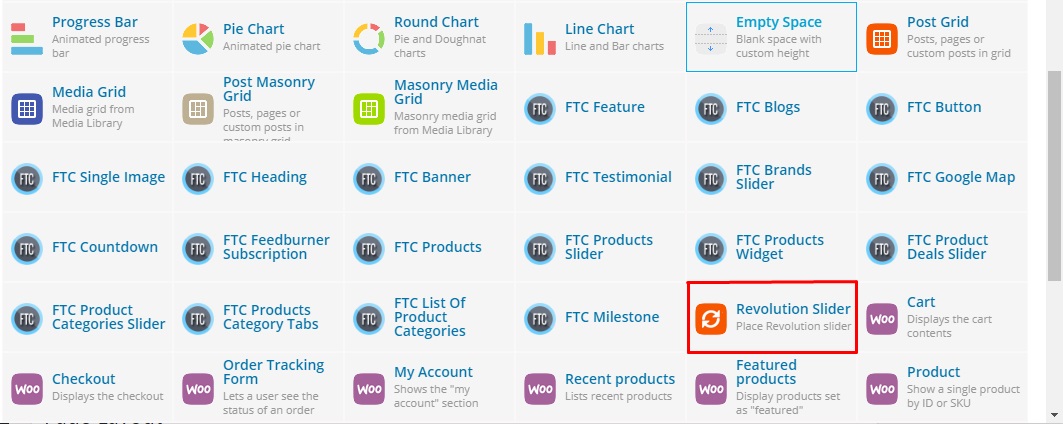 Progress Bar
Animated progress
bar
Pie Chart
Animated pie chart
Round Chart
Pie and Doughnat
charts
Line Chart
Line and Bar charts
Empty Space
Blank space with
custom height
Post Grid
Posts, pages or
custom posts in grid
Media Grid
Media grid from
Media Library
Post Masonry
Grid
Posts, pages or
custom posts in
masonry grid
Masonry Media
Grid
Masonry media grid
from Media Library
FTC
FTC Feature
FTC
FTC Blogs
FTC
FTC Button
FTC
FTC Single Image
FTC
FTC Heading
FTC
FTC Banner
FTC
FTC Testimonial
FTC
FTC Brands
Slider
FTC
FTC Google Map
FTC
FTC Countdown
FTC
FTC Feedburner
Subscription
FTC
FTC Products
FTC
FTC Products
Slider
FTC
FTC Products
Widget
FTC
FTC Product
Deals Slider
FTC
FTC Product
Categories Slider
FTC
FTC Products
Category Tabs
FTC
FTC List Of
Product
Categories
FTC
FTC Milestone
Revolution Slider
Place Revolution slider
WOO
Cart
Displays the cart
contents
WOO
Checkout
Displays the checkout
WOO
Order Tracking
Form
Lets a user see the
status of an order
WOO
My Account
Shows the "my
account" section
WOO
Recent products
Lists recent products
WOO
Featured
products
Display products set
as "featured"
WOO
Product
Show a single product
by ID or SKU